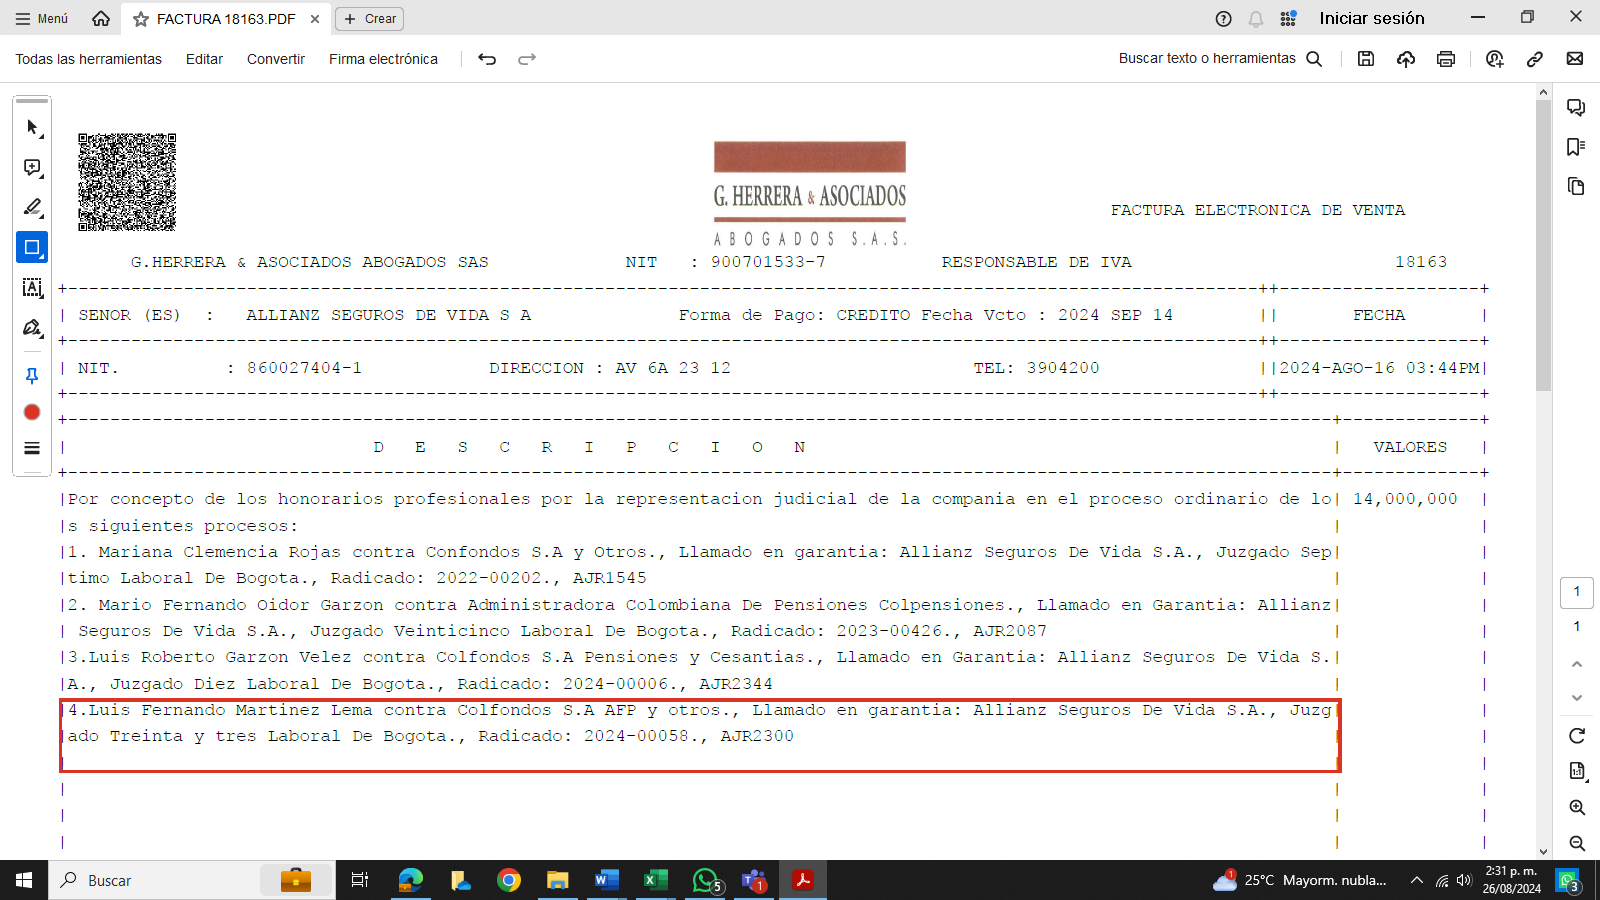 Menú
FACTURA 18163.PDF
Crear
Iniciar sesión
Todas las herramientas
Editar
Convertir
Firma electrónica
Buscar texto o herramientas
G. HERRERA & ASOCIADOS
ABOGADOS S.A.S.
FACTURA ELECTRONICA DE VENTA
G.HERRERA & ASOCIADOS ABOGADOS SAS NIT : 900701533-7 RESPONSABLE DE IVA 18163
SENOR (ES) : ALLIANZ SEGUROS DE VIDA S A Forma de Pago: CREDITO Fecha Vcto : 2024 SEP 14 FECHA
NIT. : 860027404-1 DIRECCION : AV 6A 23 12 TEL: 3904200 2024-AGO-16 03:44PM
D E S C R I P C I O N VALORES
Por concepto de los honorarios profesionales por la representacion judicial de la compania en el proceso ordinario de lo 14,000,000
s siguientes procesos:
1. Mariana Clemencia Rojas contra Confondos S.A y Otros., Llamado en garantia: Allianz Seguros De Vida S.A., Juzgado Sep
timo Laboral De Bogota., Radicado: 2022-00202., AJR1545
2. Mario Fernando Oidor Garzon contra Administradora Colombiana De Pensiones Colpensiones., Llamado en Garantia: Allianz
Seguros De Vida S.A., Juzgado Veinticinco Laboral De Bogota., Radicado: 2023-00426., AJR2087
3.Luis Roberto Garzon Velez contra Colfondos S.A Pensiones y Cesantias., Llamado en Garantia: Allianz Seguros De Vida S.
A., Juzgado Diez Laboral De Bogota., Radicado: 2024-00006., AJR2344
4.Luis Fernando Martinez Lema contra Colfondos S.A AFP y otros., Llamado en garantia: Allianz Seguros De Vida S.A., Juzg
ado Treinta y tres Laboral De Bogota., Radicado: 2024-00058., AJR2300
1
1
Buscar
5
1
1
25°C Mayorm. nubla...
2:31 p. m.
26/08/2024
3